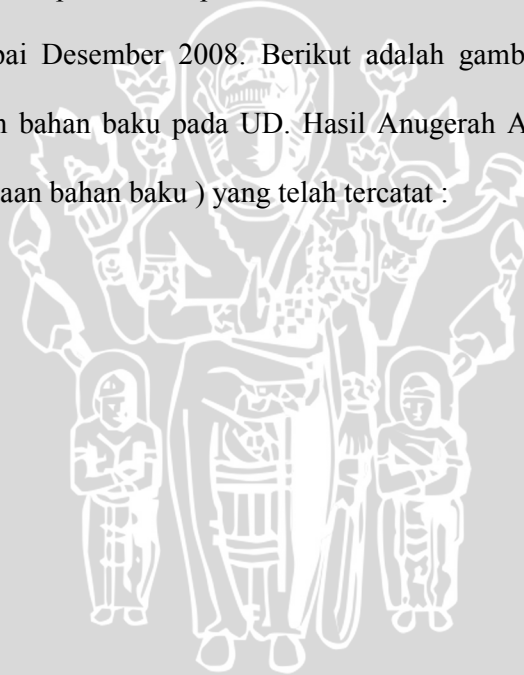 pai Desember 2008. Berikut adalah gamb
n bahan baku pada UD. Hasil Anugerah A
aan bahan baku ) yang telah tercatat :